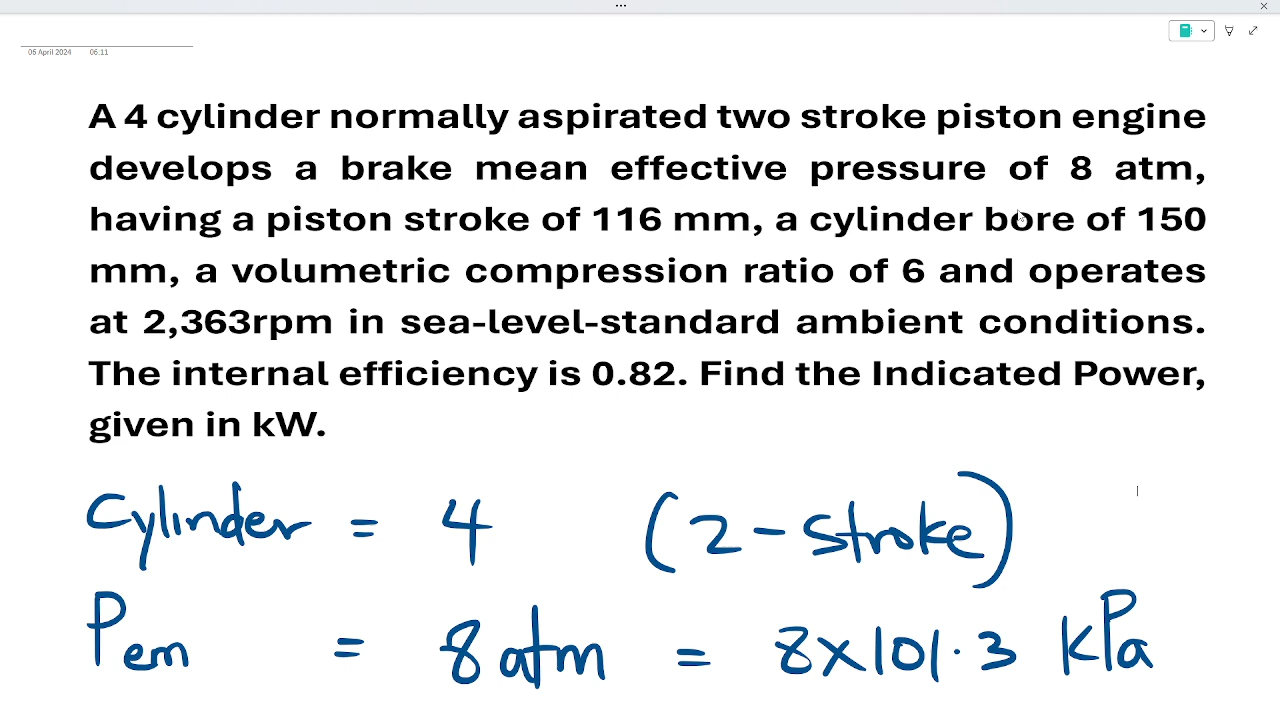 05 April 2024 06:11
A 4 cylinder normally aspirated two stroke piston engine
develops a brake mean effective pressure of 8 atm,
having a piston stroke of 116 mm, a cylinder bore of 150
mm, a volumetric compression ratio of 6 and operates
at 2,363rpm in sea-level-standard ambient conditions.
The internal efficiency is 0.82. Find the Indicated Power,
given in kW.
Cylinder = 4 (2 - stroke)
Pem = 8 atm = 8x101.3 kPa